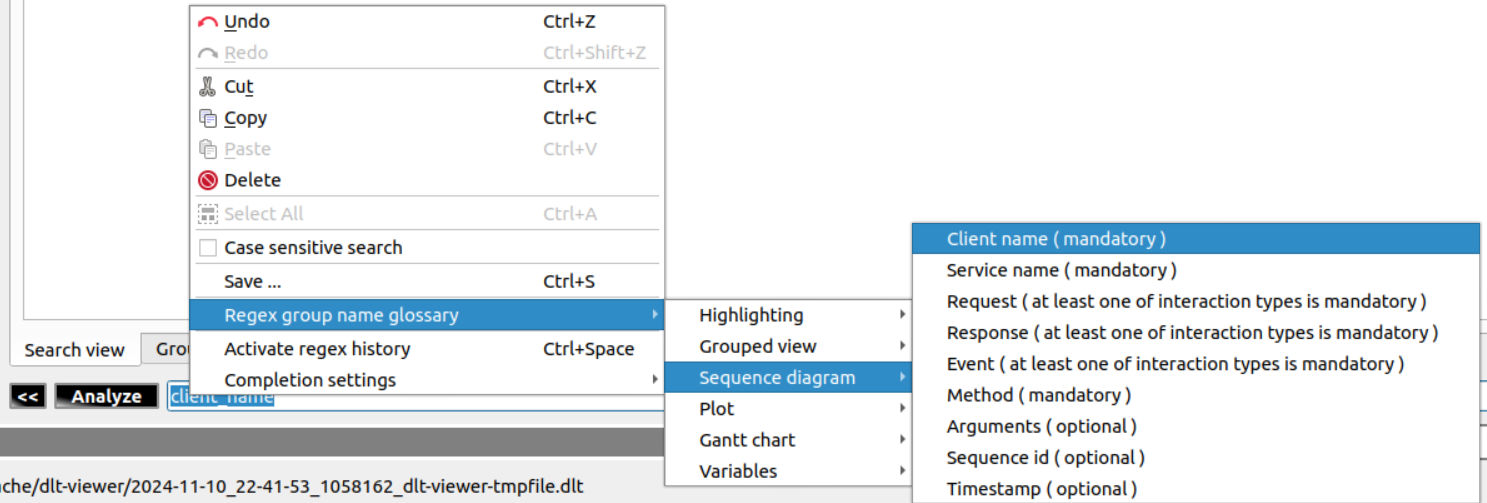 Undo Ctrl+Z
Redo Ctrl+Shift+Z
Cut Ctrl+X
Copy Ctrl+C
Paste Ctrl+V
Delete
Select All Ctrl+A
Case sensitive search
Save ... Ctrl+S
Regex group name glossary
Activate regex history Ctrl+Space
Completion settings
Highlighting
Grouped view
Sequence diagram
Plot
Gantt chart
Variables
Client name ( mandatory )
Service name ( mandatory )
Request ( at least one of interaction types is mandatory )
Response ( at least one of interaction types is mandatory )
Event ( at least one of interaction types is mandatory )
Method ( mandatory )
Arguments ( optional )
Sequence id ( optional )
Timestamp ( optional )
Search view Gro
<< Analyze client_name
che/dlt-viewer/2024-11-10_22-41-53_1058162_dlt-viewer-tmpfile.dlt